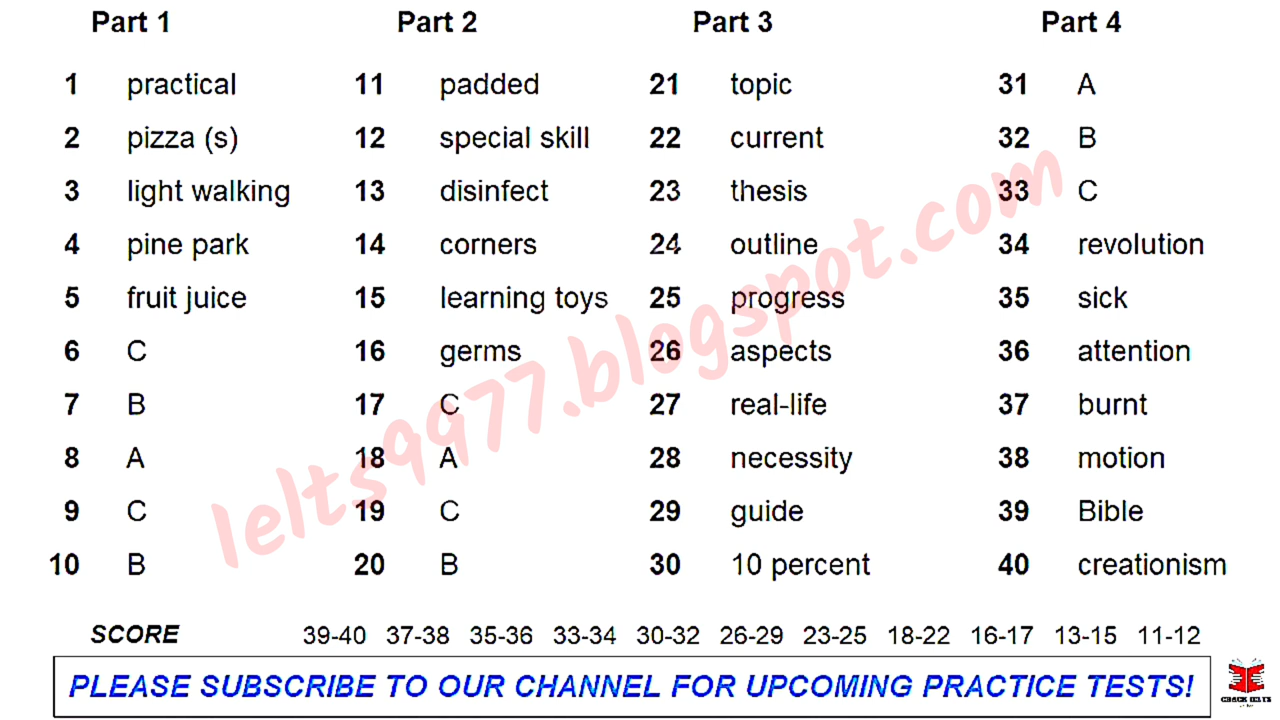 Part 1 Part 2 Part 3 Part 4
1 practical 11 padded 21 topic 31 A
2 pizza (s) 12 special skill 22 current 32 B
3 light walking 13 disinfect 23 thesis 33 C
4 pine park 14 corners 24 outline 34 revolution
5 fruit juice 15 learning toys 25 progress 35 sick
6 C 16 germs 26 aspects 36 attention
7 B 17 C 27 real-life 37 burnt
8 A 18 A 28 necessity 38 motion
9 C 19 C 29 guide 39 Bible
10 B 20 B 30 10 percent 40 creationism
Ielts9977.blogspot.com
SCORE 39-40 37-38 35-36 33-34 30-32 26-29 23-25 18-22 16-17 13-15 11-12
PLEASE SUBSCRIBE TO OUR CHANNEL FOR UPCOMING PRACTICE TESTS!